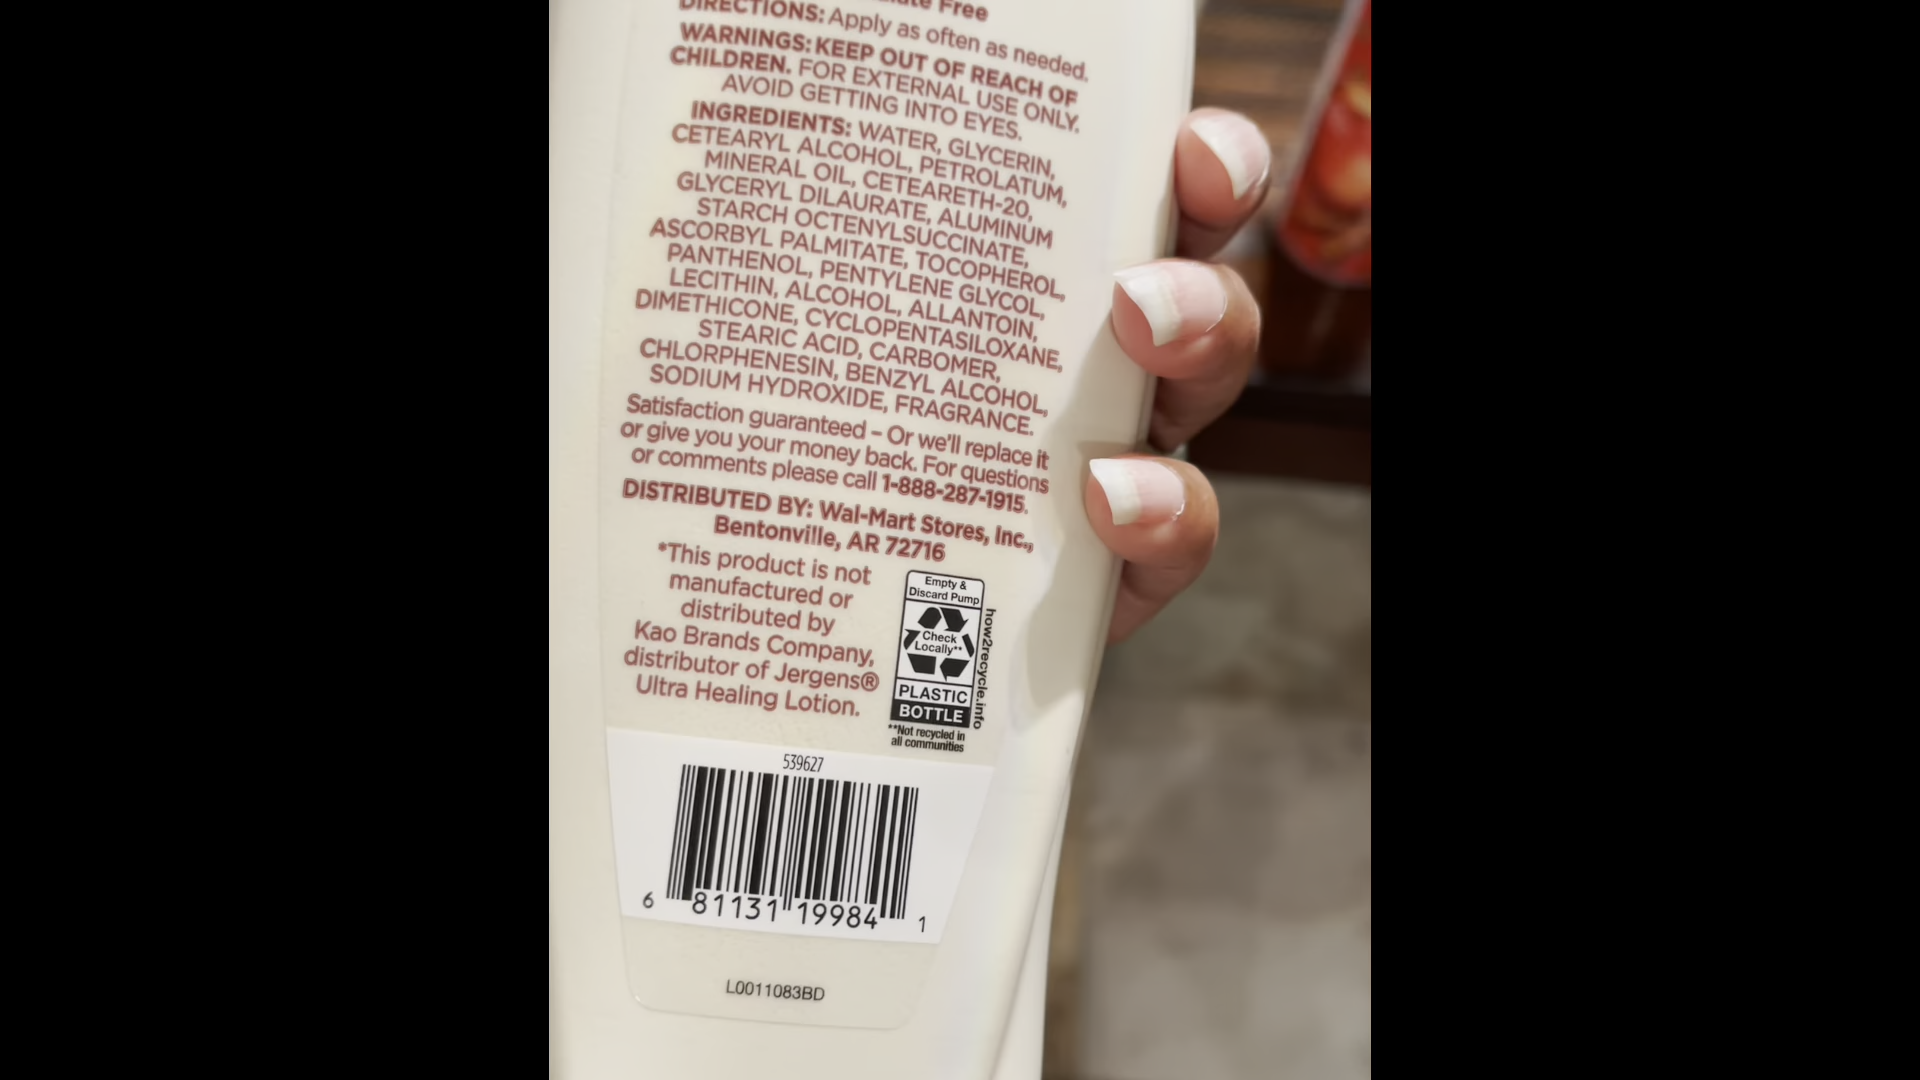 Free
DIRECTIONS: Apply as often as needed.
WARNINGS: KEEP OUT OF REACH OF
CHILDREN. FOR EXTERNAL USE ONLY.
AVOID GETTING INTO EYES.
INGREDIENTS: WATER, GLYCERIN,
CETEARYL ALCOHOL, PETROLATUM,
MINERAL OIL, CETEARETH-20,
GLYCERYL DILAURATE, ALUMINUM
STARCH OCTENYLSUCCINATE,
ASCORBYL PALMITATE, TOCOPHEROL,
PANTHENOL, PENTYLENE GLYCOL,
LECITHIN, ALCOHOL, ALLANTOIN,
DIMETHICONE, CYCLOPENTASILOXANE,
STEARIC ACID, CARBOMER,
CHLORPHENESIN, BENZYL ALCOHOL,
SODIUM HYDROXIDE, FRAGRANCE.
Satisfaction guaranteed – Or we'll replace it
or give you your money back. For questions
or comments please call 1-888-287-1915.
DISTRIBUTED BY: Wal-Mart Stores, Inc.,
Bentonville, AR 72716
*This product is not
manufactured or
distributed by
Kao Brands Company,
distributor of Jergens®
Ultra Healing Lotion.
Empty &
Discard Pump
Check
Locally**
PLASTIC
BOTTLE
how2recycle.info
**Not recycled in
all communities
539627
6 81131 19984 1
L0011083BD